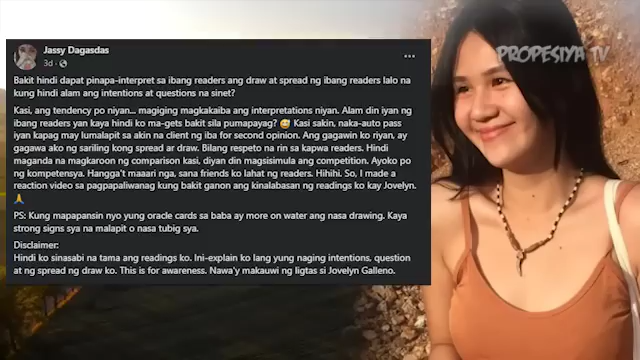 PROPESIYA TV
Jassy Dagasdas
3d ·
Bakit hindi dapat pinapa-interpret sa ibang readers ang draw at spread ng ibang readers lalo na
kung hindi alam ang intentions at questions na sinet?
Kasi, ang tendency po niyan... magiging magkakaiba ang interpretations niyan. Alam din iyan ng
ibang readers yan kaya hindi ko ma-gets bakit sila pumapayag? 😅 Kasi sakin, naka-auto pass
iyan kapag may lumalapit sa akin na client ng iba for second opinion. Ang gagawin ko riyan, ay
gagawa ako ng sariling kong spread ar draw. Bilang respeto na rin sa kapwa readers. Hindi
maganda na magkaroon ng comparison kasi, diyan din magsisimula ang competition. Ayoko po
ng kompetensya. Hangga't maaari nga, sana friends ko lahat ng readers. Hihihi. So, I made a
reaction video sa pagpapaliwanag kung bakit ganon ang kinalabasan ng readings ko kay Jovelyn.
🙏
PS: Kung mapapansin nyo yung oracle cards sa baba ay more on water ang nasa drawing. Kaya
strong signs sya na malapit o nasa tubig sya.
Disclaimer:
Hindi ko sinasabi na tama ang readings ko. Ini-explain ko lang yung naging intentions, question
at ng spread ng draw ko. This is for awareness. Nawa'y makauwi ng ligtas si Jovelyn Galleno.